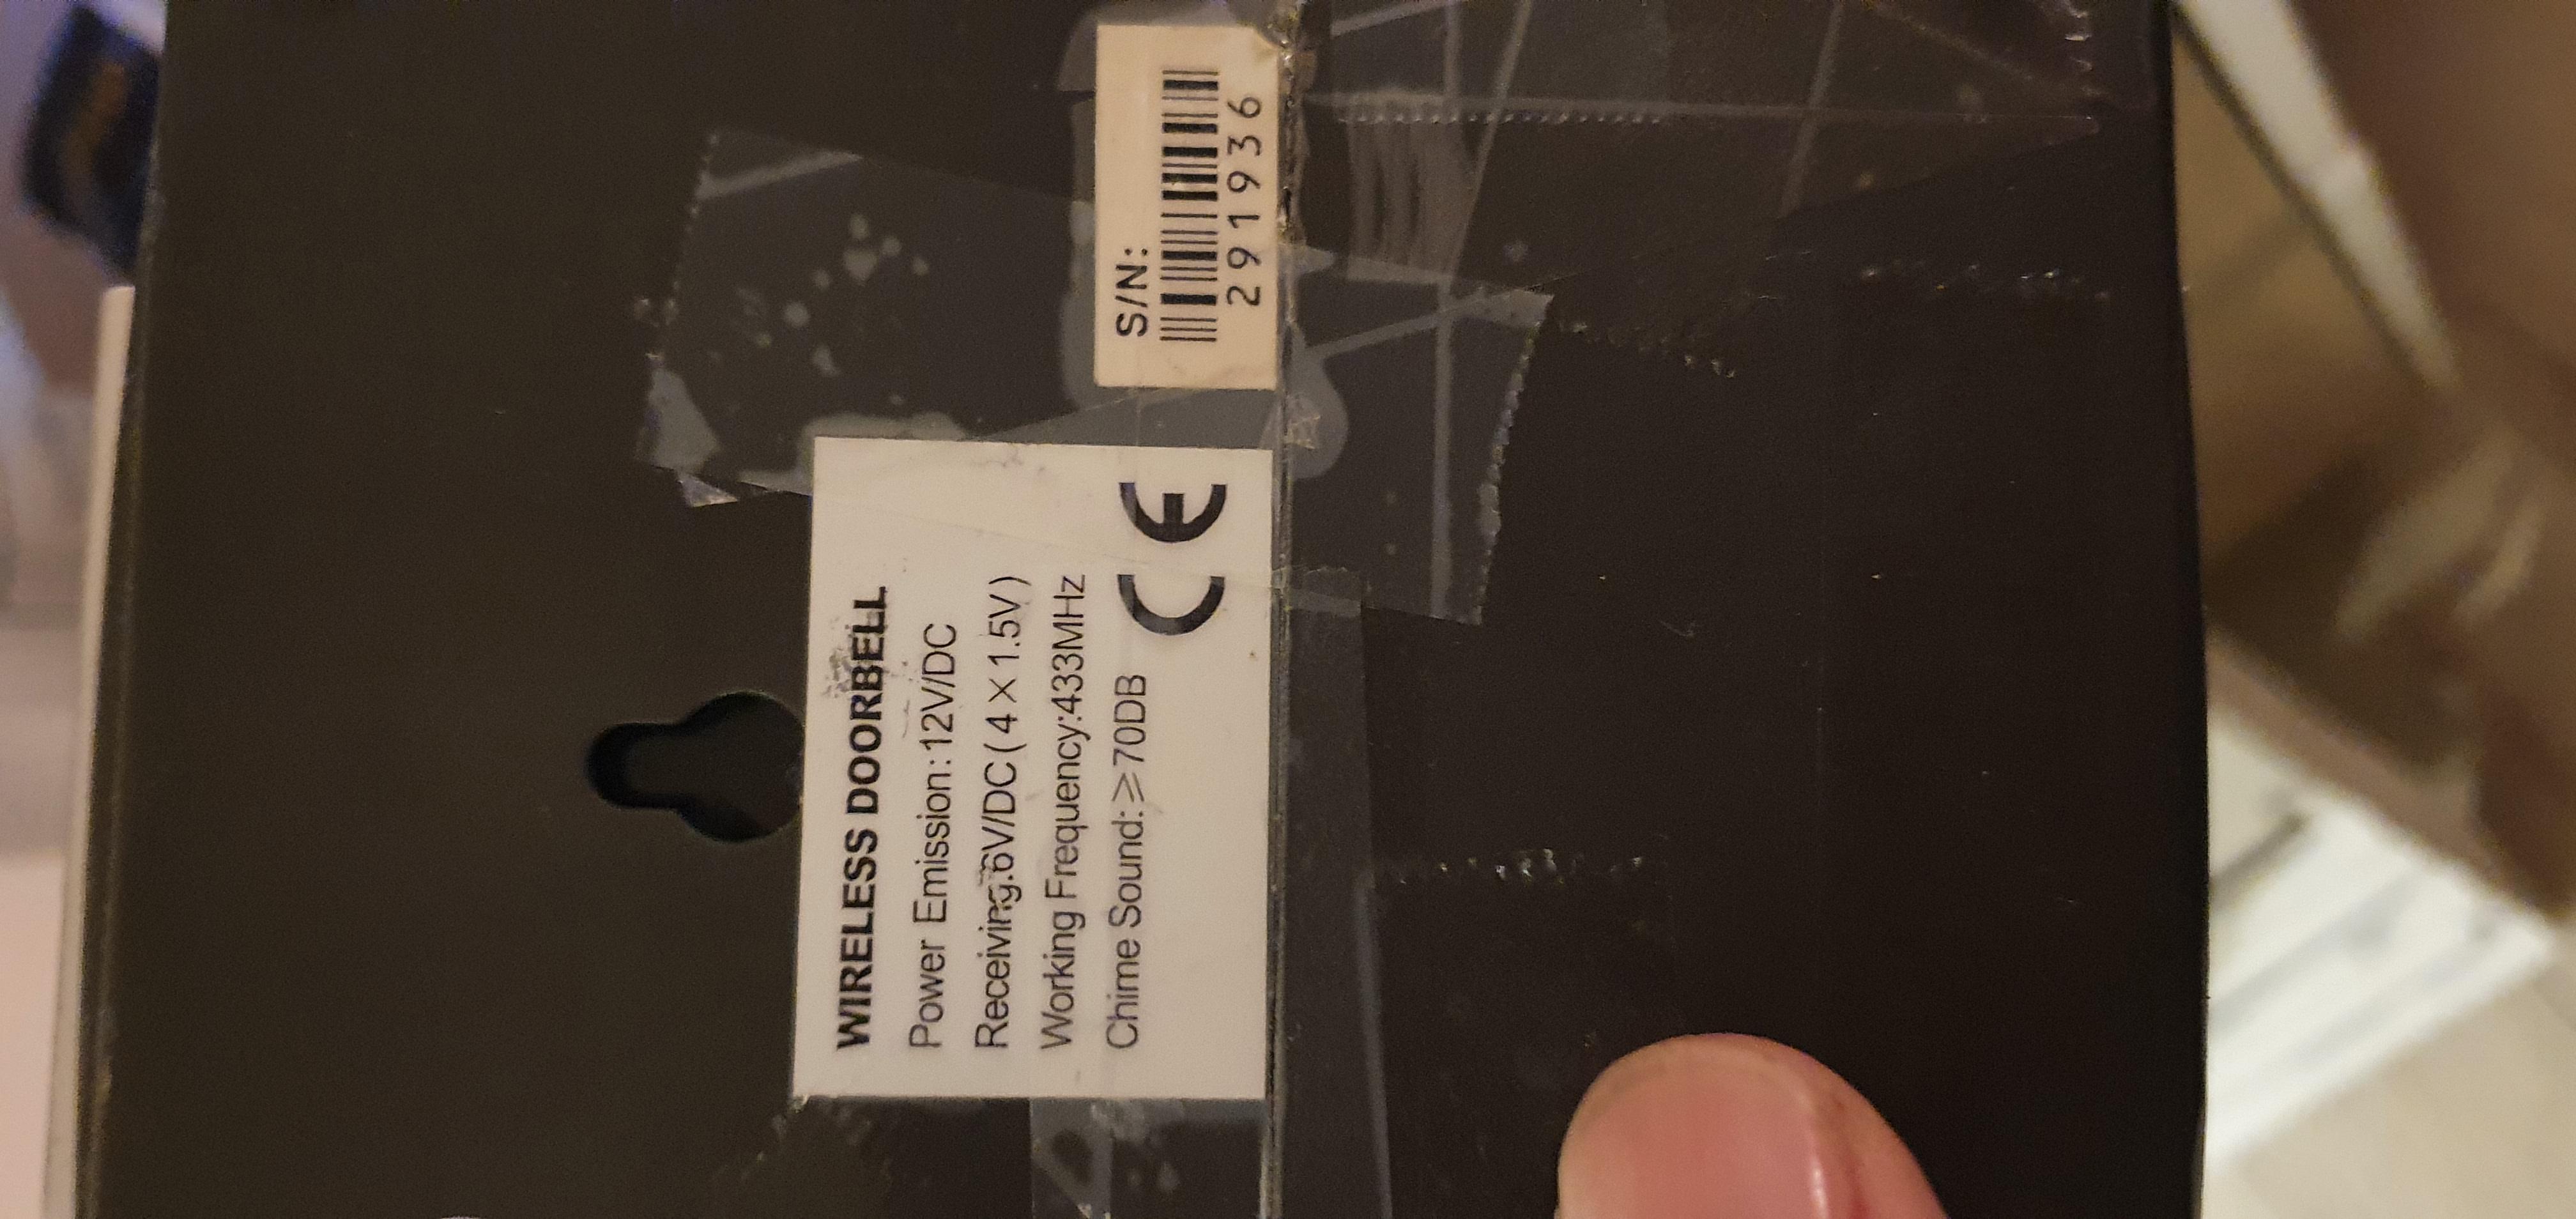 WIRELESS DOORBELL
Power Emission:12V/DC
Receiving:6V/DC(4×1.5V)
Working Frequency:433MHz
Chime Sound:≥70DB
CE
S/N:
2919936